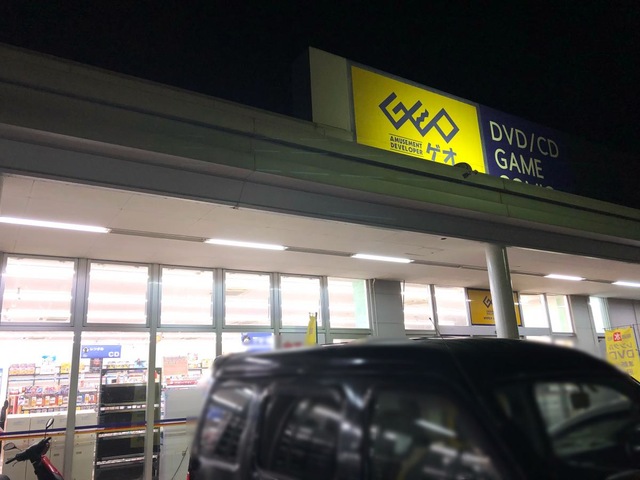 GEO
AMUSEMENT
DEVELOPER
ゲオ
DVD/CD
GAME
CD